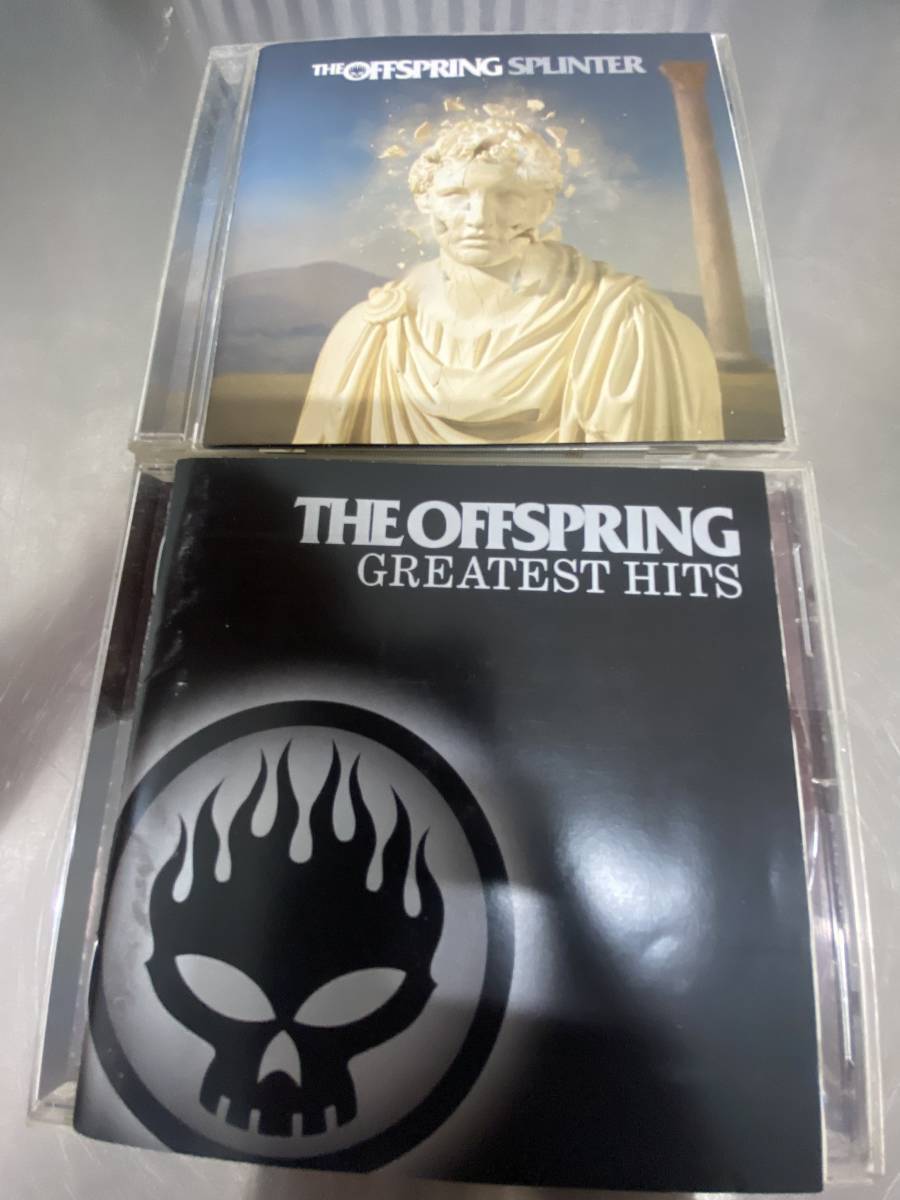 THE OFFSPRING SPLINTER
THE OFFSPRING
GREATEST HITS